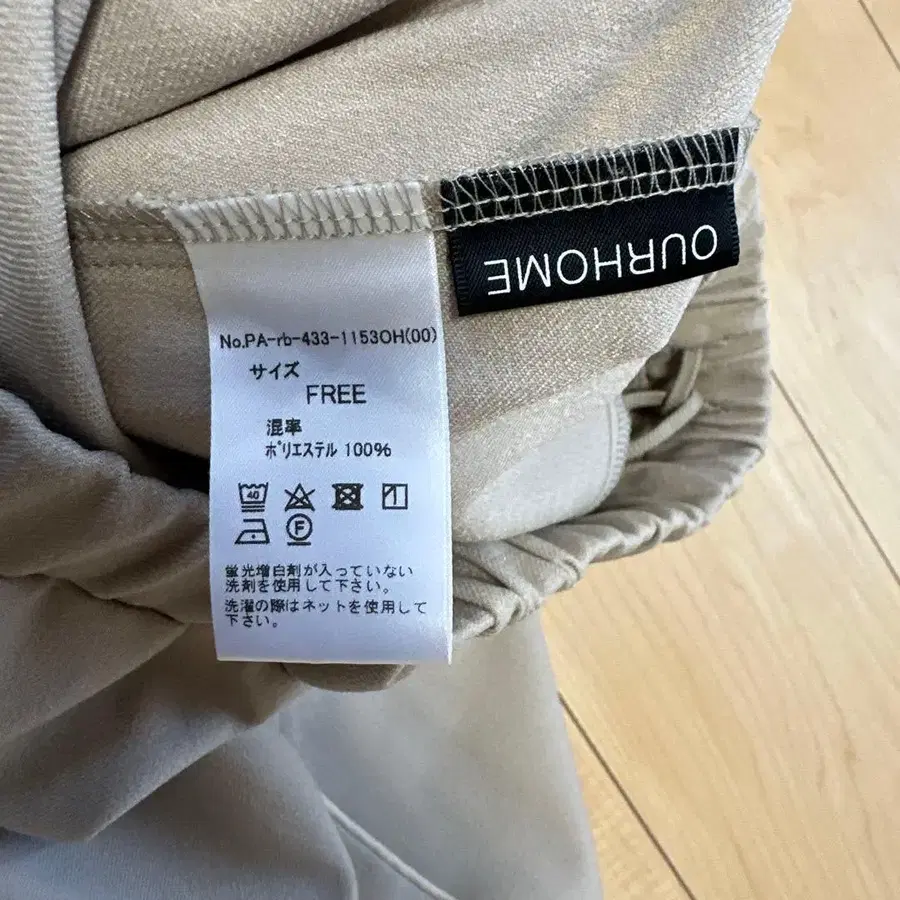 OURHOME
No.PA-rb-433-1153OH(00)
サイズ
FREE
混率
ポリエステル 100%
40
F
蛍光増白剤が入っていない
洗剤を使用して下さい。
洗濯の際はネットを使用して
下さい。